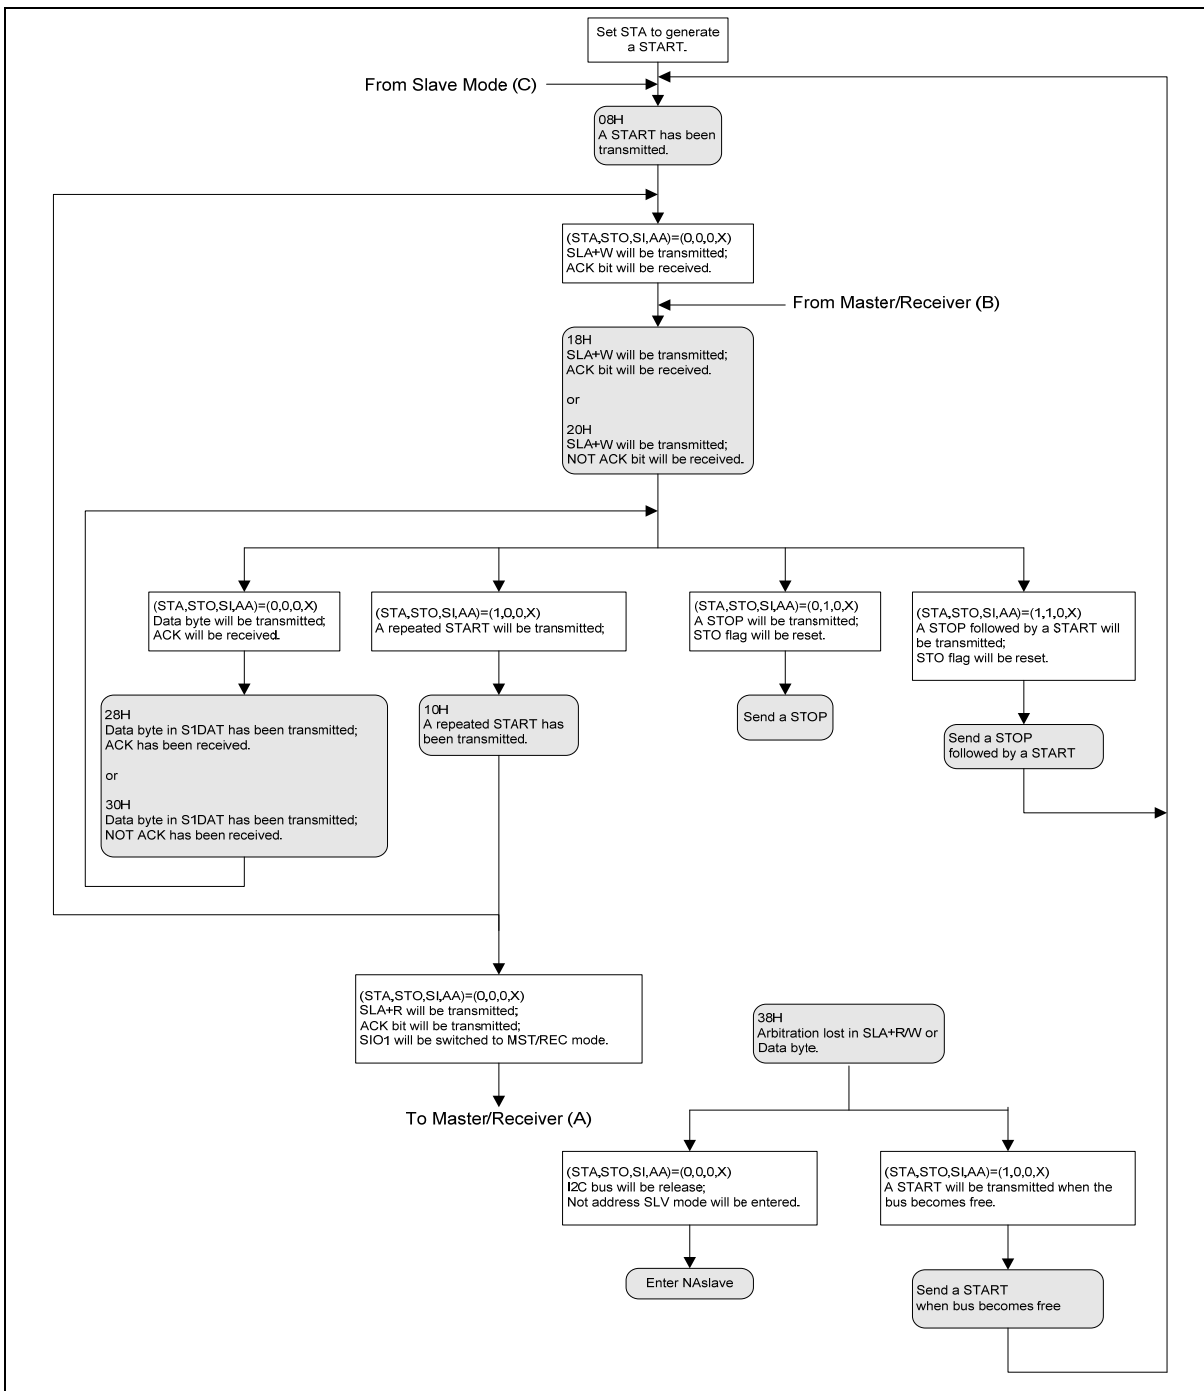 Set STA to generate
a START.
From Slave Mode (C)
08H
A START has been
transmitted.
(STA,STO,SI,AA)=(0,0,0,X)
SLA+W will be transmitted;
ACK bit will be received.
From Master/Receiver (B)
18H
SLA+W will be transmitted;
ACK bit will be received.
or
20H
SLA+W will be transmitted;
NOT ACK bit will be received.
(STA,STO,SI,AA)=(0,0,0,X)
Data byte will be transmitted;
ACK will be received.
(STA,STO,SI,AA)=(1,0,0,X)
A repeated START will be transmitted;
(STA,STO,SI,AA)=(0,1,0,X)
A STOP will be transmitted;
STO flag will be reset.
(STA,STO,SI,AA)=(1,1,0,X)
A STOP followed by a START will
be transmitted;
STO flag will be reset.
28H
Data byte in S1DAT has been transmitted;
ACK has been received.
or
30H
Data byte in S1DAT has been transmitted;
NOT ACK has been received.
10H
A repeated START has
been transmitted.
Send a STOP
Send a STOP
followed by a START
(STA,STO,SI,AA)=(0,0,0,X)
SLA+R will be transmitted;
ACK bit will be transmitted;
SIO1 will be switched to MST/REC mode.
To Master/Receiver (A)
38H
Arbitration lost in SLA+R/W or
Data byte.
(STA,STO,SI,AA)=(0,0,0,X)
I2C bus will be release;
Not address SLV mode will be entered.
(STA,STO,SI,AA)=(1,0,0,X)
A START will be transmitted when the
bus becomes free.
Enter NAslave
Send a START
when bus becomes free